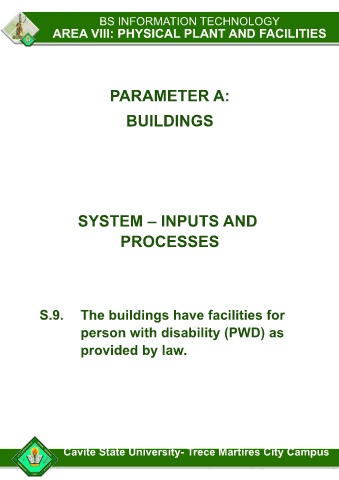 BS INFORMATION TECHNOLOGY
AREA VIII: PHYSICAL PLANT AND FACILITIES
PARAMETER A:
BUILDINGS
SYSTEM – INPUTS AND
PROCESSES
S.9. The buildings have facilities for
person with disability (PWD) as
provided by law.
Cavite State University- Trece Martires City Campus